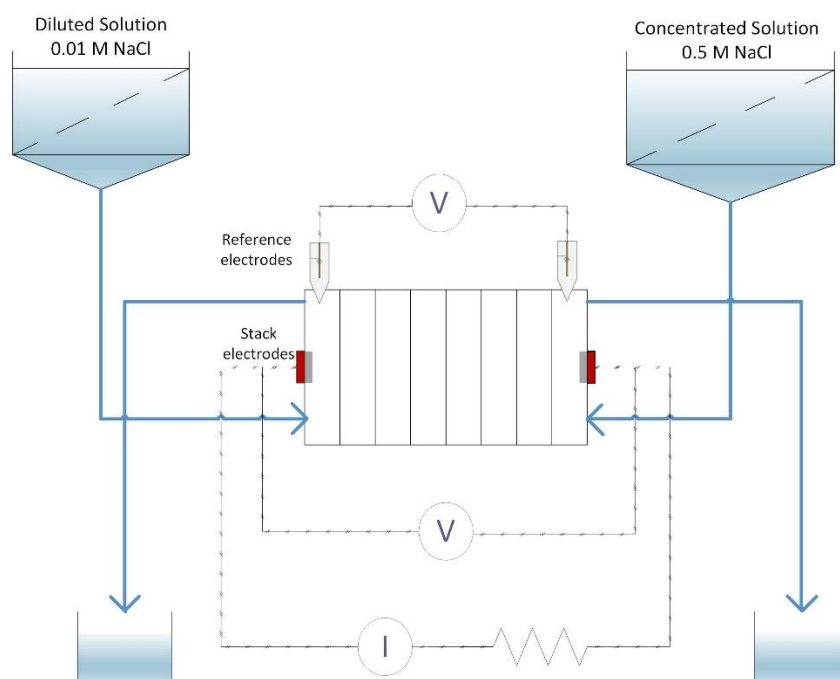 Diluted Solution
0.01 M NaCl
Concentrated Solution
0.5 M NaCl
V
Reference
electrodes
Stack
electrodes
V
I